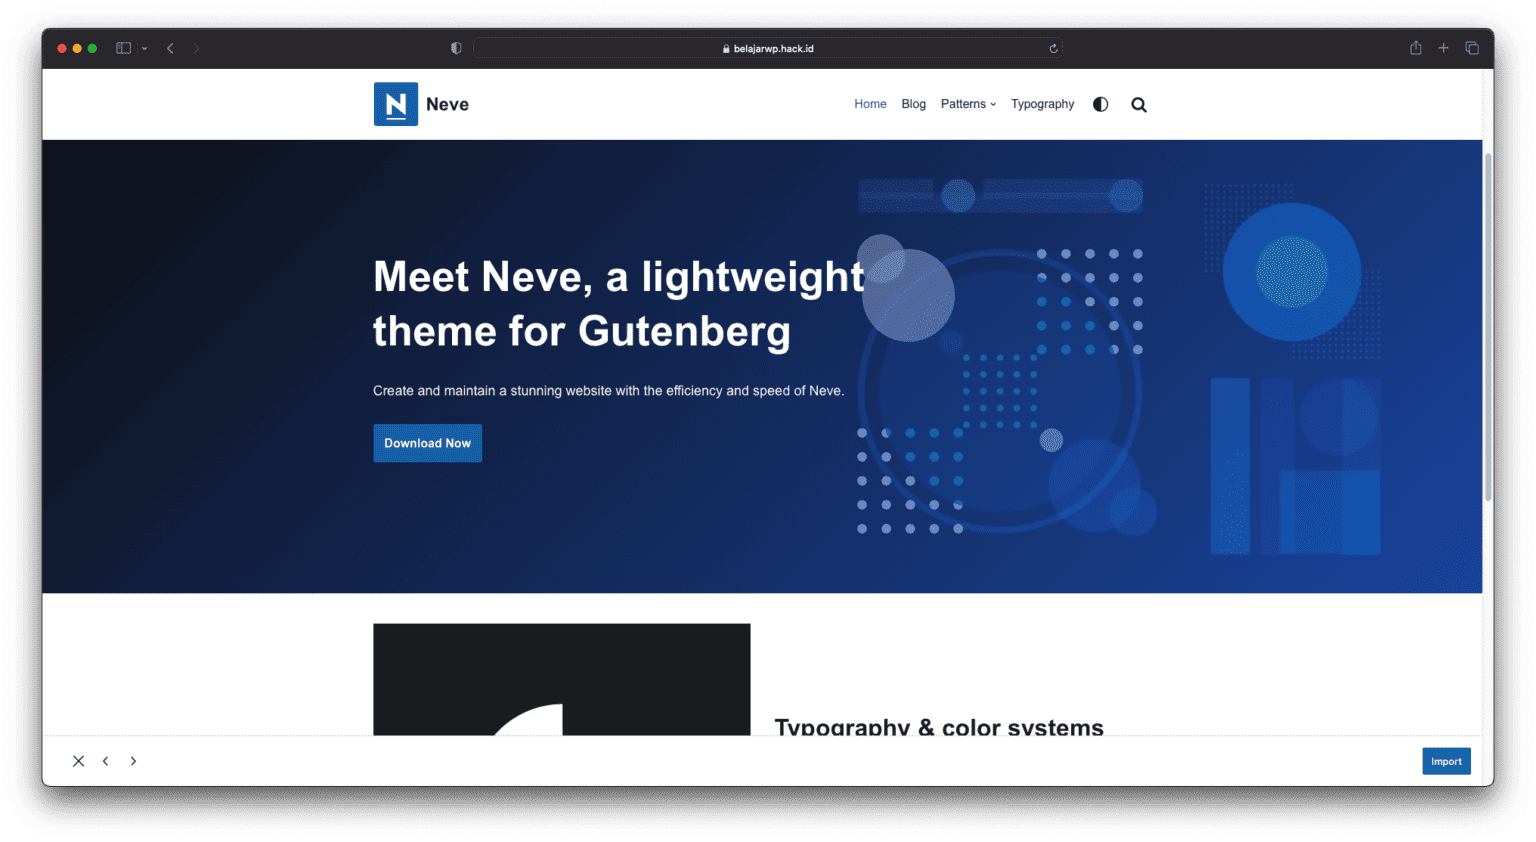 belajarwp.hack.id
N Neve
Home Blog Patterns Typography
Meet Neve, a lightweight
theme for Gutenberg
Create and maintain a stunning website with the efficiency and speed of Neve.
Download Now
Typography & color systems
Import